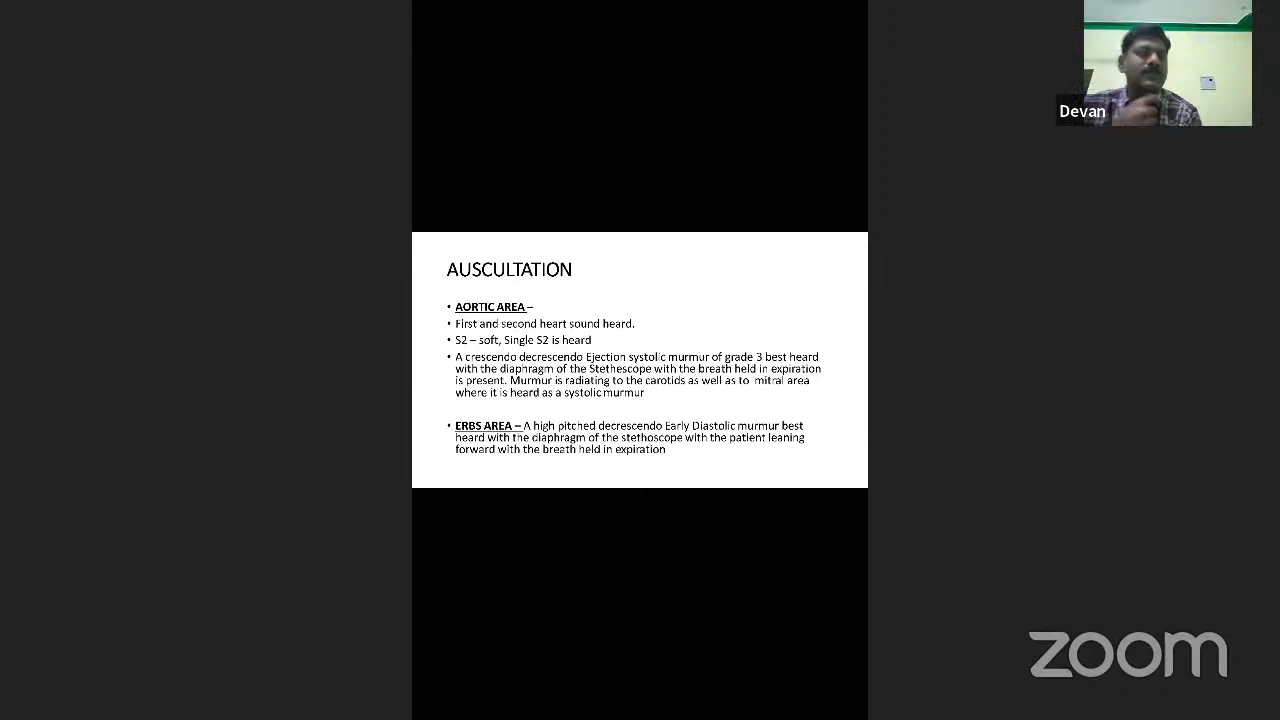 Devan
AUSCULTATION
• AORTIC AREA –
• First and second heart sound heard.
• S2 – soft, Single S2 is heard
• A crescendo decrescendo Ejection systolic murmur of grade 3 best heard
with the diaphragm of the Stethescope with the breath held in expiration
is present. Murmur is radiating to the carotids as well as to mitral area
where it is heard as a systolic murmur
• ERBS AREA – A high pitched decrescendo Early Diastolic murmur best
heard with the diaphragm of the stethoscope with the patient leaning
forward with the breath held in expiration
zoom